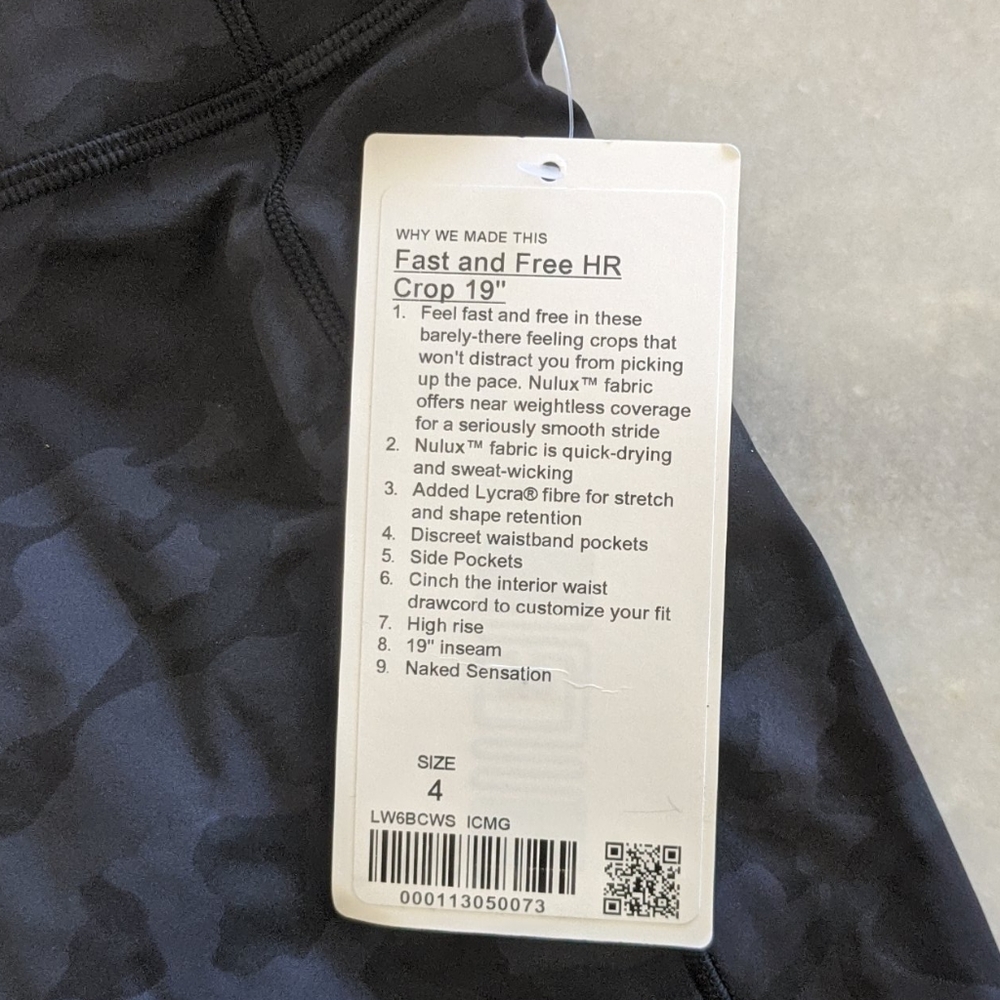 WHY WE MADE THIS
Fast and Free HR
Crop 19"
1. Feel fast and free in these
barely-there feeling crops that
won't distract you from picking
up the pace. Nulux™ fabric
offers near weightless coverage
for a seriously smooth stride
2. Nulux™ fabric is quick-drying
and sweat-wicking
3. Added Lycra® fibre for stretch
and shape retention
4. Discreet waistband pockets
5. Side Pockets
6. Cinch the interior waist
drawcord to customize your fit
7. High rise
8. 19" inseam
9. Naked Sensation
SIZE
4
LW6BCWS ICMG
000113050073